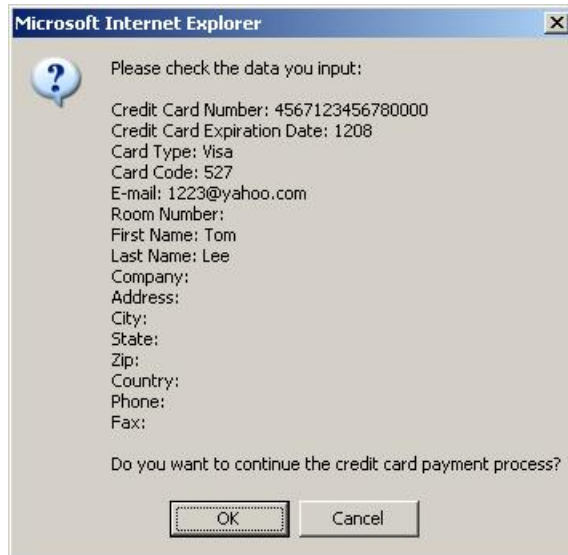 Microsoft Internet Explorer
Please check the data you input:
Credit Card Number: 4567123456780000
Credit Card Expiration Date: 1208
Card Type: Visa
Card Code: 527
E-mail: 1223@yahoo.com
Room Number:
First Name: Tom
Last Name: Lee
Company:
Address:
City:
State:
Zip:
Country:
Phone:
Fax:
Do you want to continue the credit card payment process?
OK Cancel